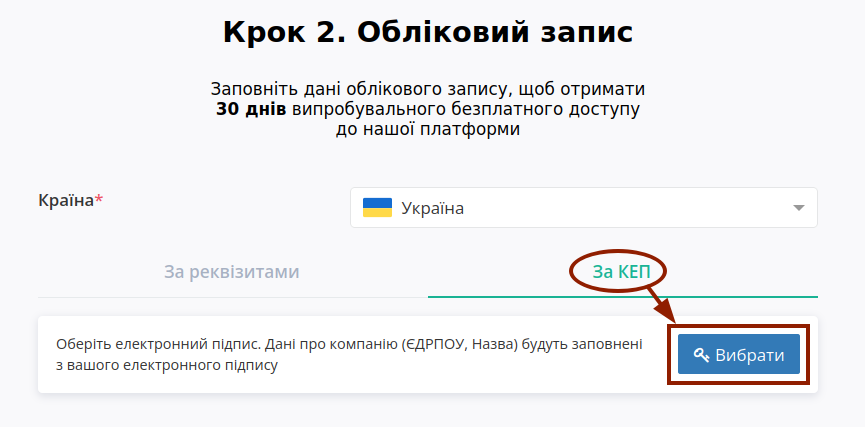 Крок 2. Обліковий запис
Заповніть дані облікового запису, щоб отримати
30 днів випробувального безплатного доступу
до нашої платформи
Країна*
Україна
За реквізитами
За КЕП
Оберіть електронний підпис. Дані про компанію (ЄДРПОУ, Назва) будуть заповнені
з вашого електронного підпису
Вибрати